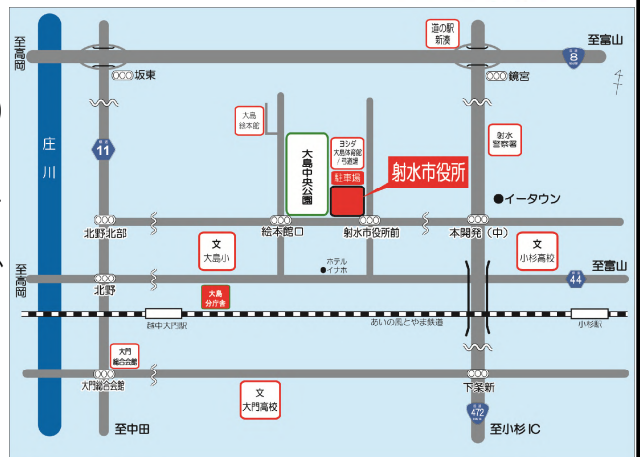 道の駅
新湊
至富山
国道
8
至高岡
坂東
鏡宮
大島
絵本館
庄川
県道
11
大島中央公園
ヨシダ
大島体育館
/弓道場
駐車場
射水市役所
射水
警察署
イータウン
北野北部
絵本館口
射水市役所前
本開発(中)
文
大島小
ホテル
イナホ
文
小杉高校
至富山
至高岡
北野
大島
分庁舎
44
越中大門駅
あいの風とやま鉄道
小杉駅
大門
総合会館
大門総合会館
文
大門高校
下条新
472
至中田
至小杉IC